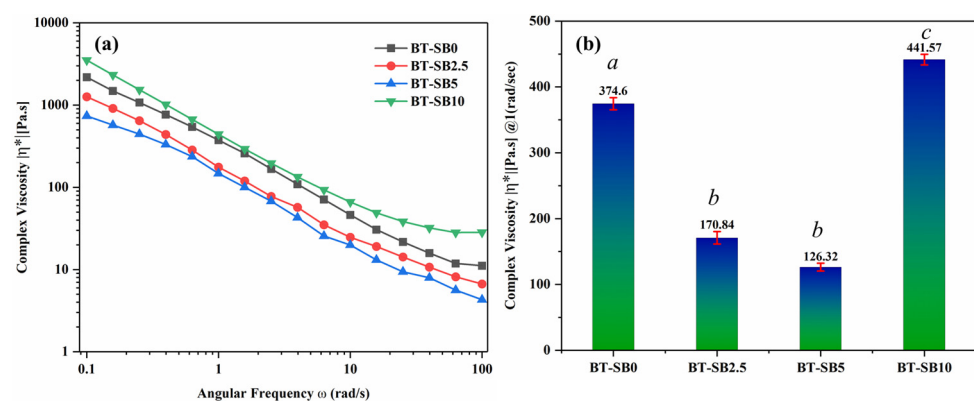 (a)
BT-SB0
BT-SB2.5
BT-SB5
BT-SB10
10000
1000
100
10
1
Complex Viscosity |η*||Pa.s|
0.1 1 10 100
Angular Frequency ω (rad/s)
(b)
500
400
300
200
100
0
Complex Viscosity |η*||Pa.s| @1(rad/sec)
a
374.6
b
170.84
b
126.32
c
441.57
BT-SB0 BT-SB2.5 BT-SB5 BT-SB10